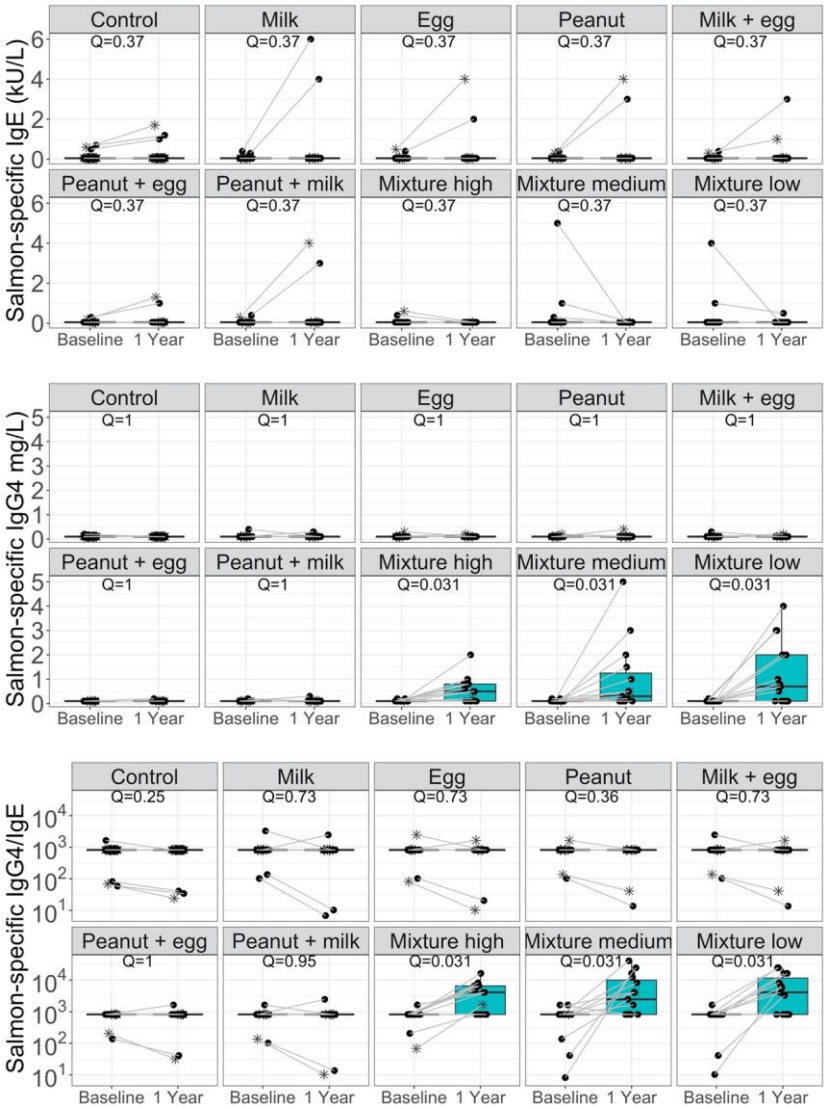 Control Milk Egg Peanut Milk + egg
Q=0.37 Q=0.37 Q=0.37 Q=0.37 Q=0.37
Salmon-specific IgE (kU/L)
6
4
2
0
Peanut + egg Peanut + milk Mixture high Mixture medium Mixture low
Q=0.37 Q=0.37 Q=0.37 Q=0.37 Q=0.37
6
4
2
0
Baseline 1 Year Baseline 1 Year Baseline 1 Year Baseline 1 Year Baseline 1 Year
Control Milk Egg Peanut Milk + egg
Q=1 Q=1 Q=1 Q=1 Q=1
Salmon-specific IgG4 mg/L
5
4
3
2
1
0
Peanut + egg Peanut + milk Mixture high Mixture medium Mixture low
Q=1 Q=1 Q=0.031 Q=0.031 Q=0.031
5
4
3
2
1
0
Baseline 1 Year Baseline 1 Year Baseline 1 Year Baseline 1 Year Baseline 1 Year
Control Milk Egg Peanut Milk + egg
Q=0.25 Q=0.73 Q=0.73 Q=0.36 Q=0.73
Salmon-specific IgG4/IgE
10⁴
10³
10²
10¹
Peanut + egg Peanut + milk Mixture high Mixture medium Mixture low
Q=1 Q=0.95 Q=0.031 Q=0.031 Q=0.031
10⁴
10³
10²
10¹
Baseline 1 Year Baseline 1 Year Baseline 1 Year Baseline 1 Year Baseline 1 Year